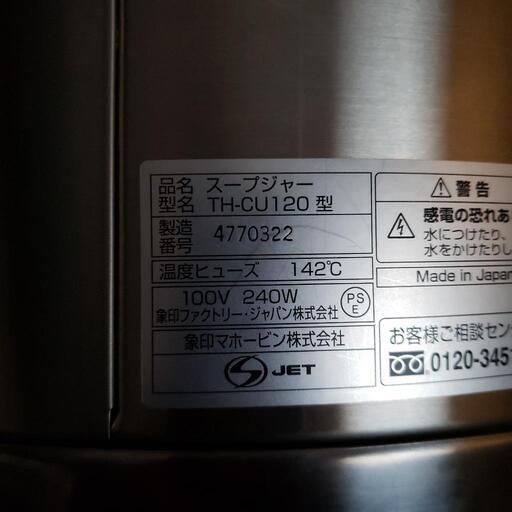 品名 スープジャー
型名 TH-CU120 型
製造番号 4770322
温度ヒューズ 142℃
100V 240W
PSE
象印ファクトリー・ジャパン株式会社
象印マホービン株式会社
S JET
警告
感電の恐れあ
水につけたり、
水をかけたりし
Made in Japan
お客様ご相談セン
0120-3451